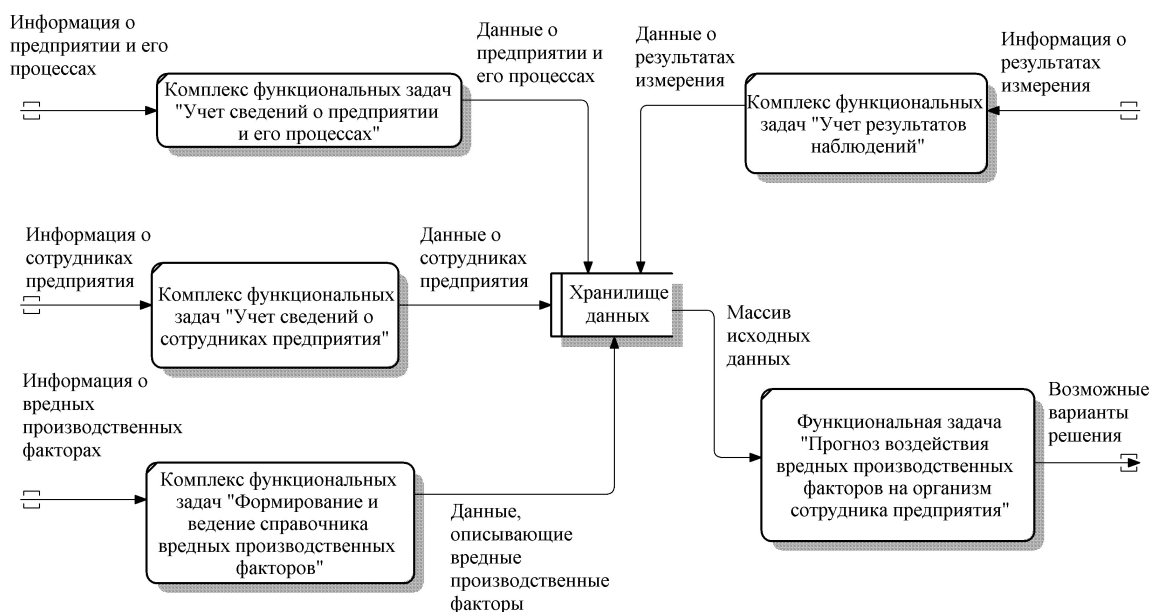 Информация о
предприятии и его
процессах
Комплекс функциональных задач
"Учет сведений о предприятии
и его процессах"
Данные о
предприятии и
его процессах
Данные о
результатах
измерения
Комплекс функциональных
задач "Учет результатов
наблюдений"
Информация о
результатах
измерения
Информация о
сотрудниках
предприятия
Комплекс функциональных
задач "Учет сведений о
сотрудниках предприятия"
Данные о
сотрудниках
предприятия
Хранилище
данных
Массив
исходных
данных
Информация о
вредных
производственных
факторах
Комплекс функциональных
задач "Формирование и
ведение справочника
вредных производственных
факторов"
Данные,
описывающие
вредные
производственные
факторы
Функциональная задача
"Прогноз воздействия
вредных производственных
факторов на организм
сотрудника предприятия"
Возможные
варианты
решения